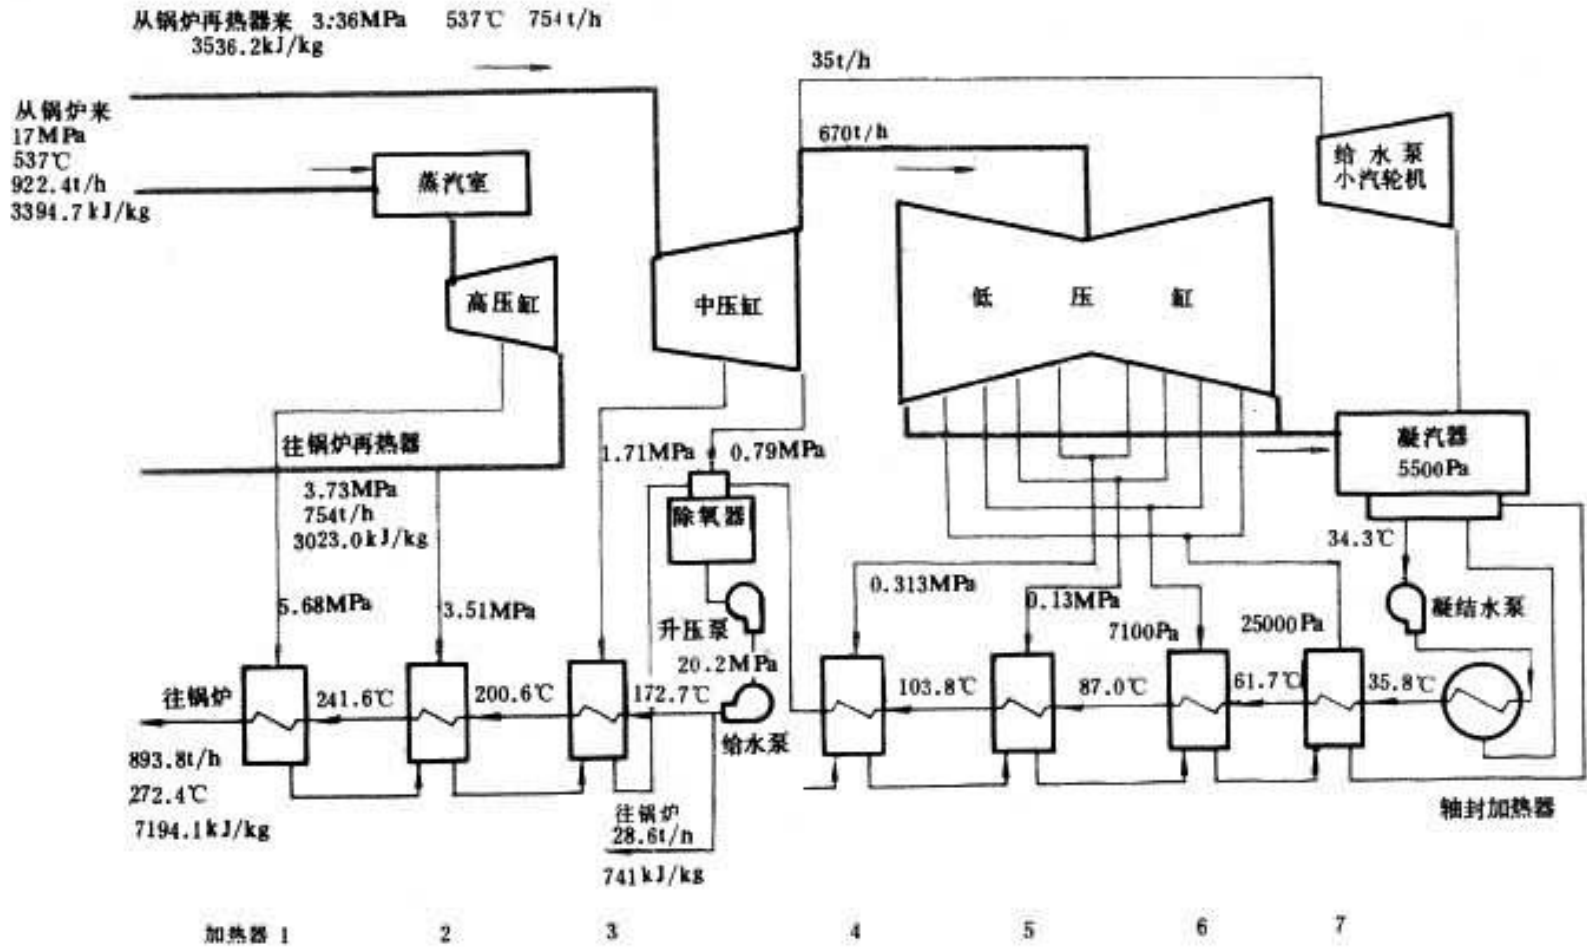 从锅炉再热器来 3.36MPa 537℃ 754t/h
3536.2kJ/kg
35t/h
从锅炉来
17MPa
537℃
922.4t/h
3394.7kJ/kg
蒸汽室
670t/h
给水泵
小汽轮机
高压缸
中压缸
低压缸
往锅炉再热器
3.73MPa
754t/h
3023.0kJ/kg
1.71MPa
0.79MPa
凝汽器
5500Pa
除氧器
34.3℃
5.68MPa
3.51MPa
升压泵
20.2MPa
0.313MPa
0.13MPa
7100Pa
25000Pa
凝结水泵
往锅炉
241.6℃
200.6℃
172.7℃
给水泵
103.8℃
87.0℃
61.7℃
35.8℃
893.8t/h
272.4℃
7194.1kJ/kg
往锅炉
28.6t/h
741kJ/kg
轴封加热器
加热器 1 2 3 4 5 6 7